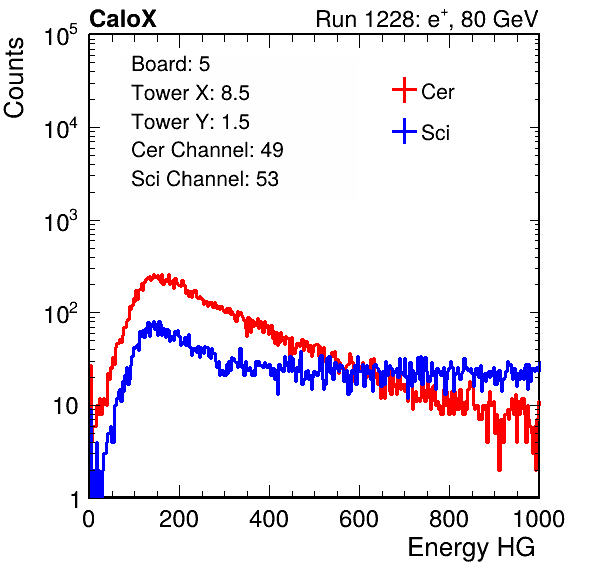 CaloX Run 1228: e⁺, 80 GeV
Counts
10⁵
10⁴
10³
10²
10
1
Board: 5
Tower X: 8.5
Tower Y: 1.5
Cer Channel: 49
Sci Channel: 53
Cer
Sci
0 200 400 600 800 1000
Energy HG